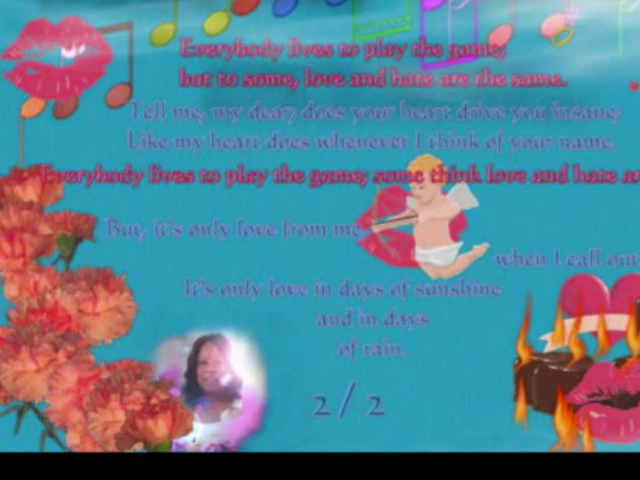 Everybody lives to play the game;
but to some, love and hate are the same.
Tell me, my dear, does your heart drive you insane,
Like my heart does whenever I think of your name.
Everybody lives to play the game; some think love and hate ar
But, it's only love from me
when I call out
It's only love in days of sunshine
and in days
of rain.
2 / 2